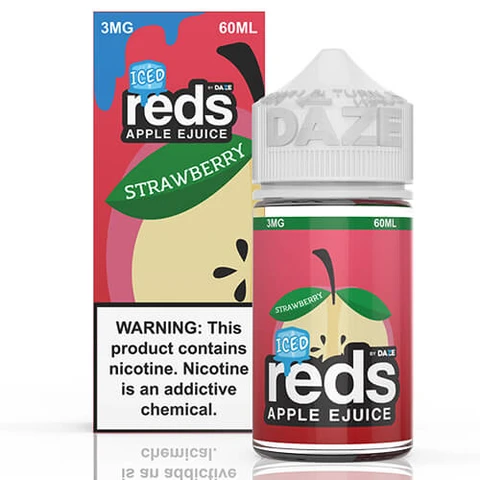 3MG 60ML
ICED
reds BY DAZE
APPLE EJUICE
STRAWBERRY
WARNING: This
product contains
nicotine. Nicotine
is an addictive
chemical.
DAZE
3MG 60ML
STRAWBERRY
ICED
reds BY DAZE
APPLE EJUICE